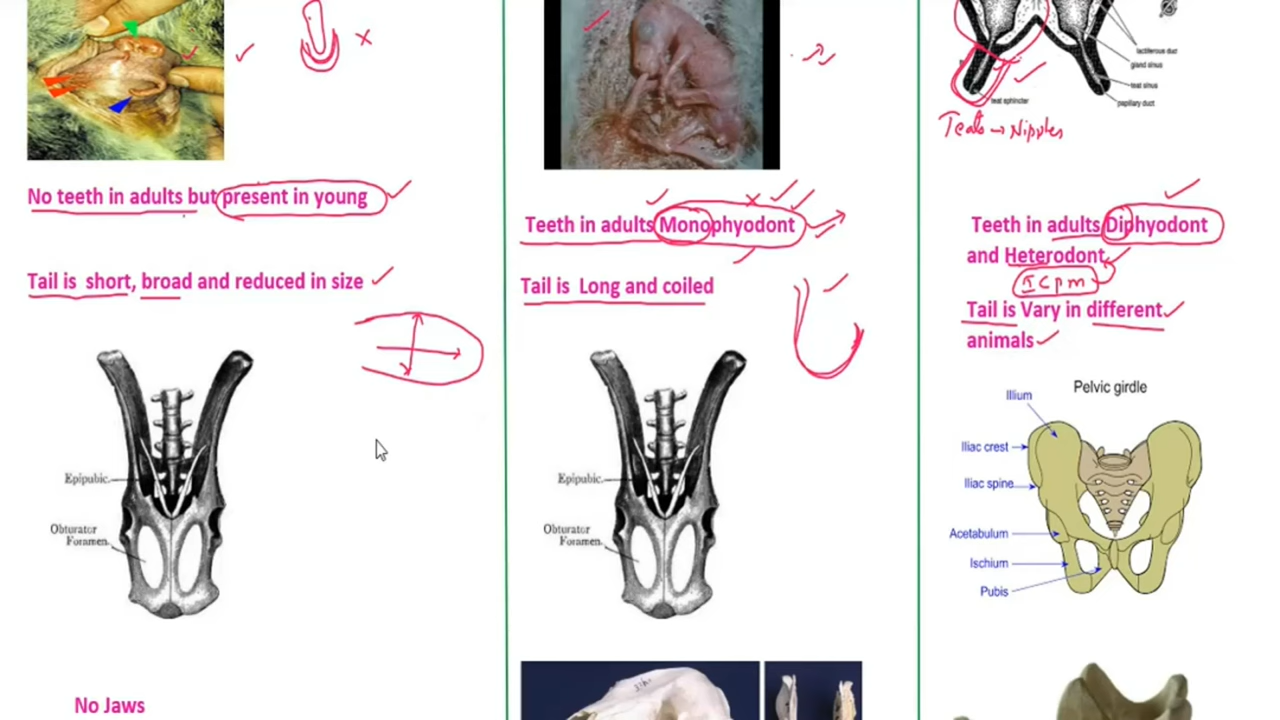 lactiferous duct
gland sinus
teat sinus
teat sphincter
papillary duct
Teats → Nipples
No teeth in adults but present in young
Tail is short, broad and reduced in size
Epipubic.
Obturator
Foramen.
No Jaws
Teeth in adults Monophyodont
Tail is Long and coiled
Epipubic.
Obturator
Foramen.
Teeth in adults Diphyodont
and Heterodont
I C P m
Tail is Vary in different
animals
Pelvic girdle
Illium
Iliac crest
Iliac spine
Acetabulum
Ischium
Pubis